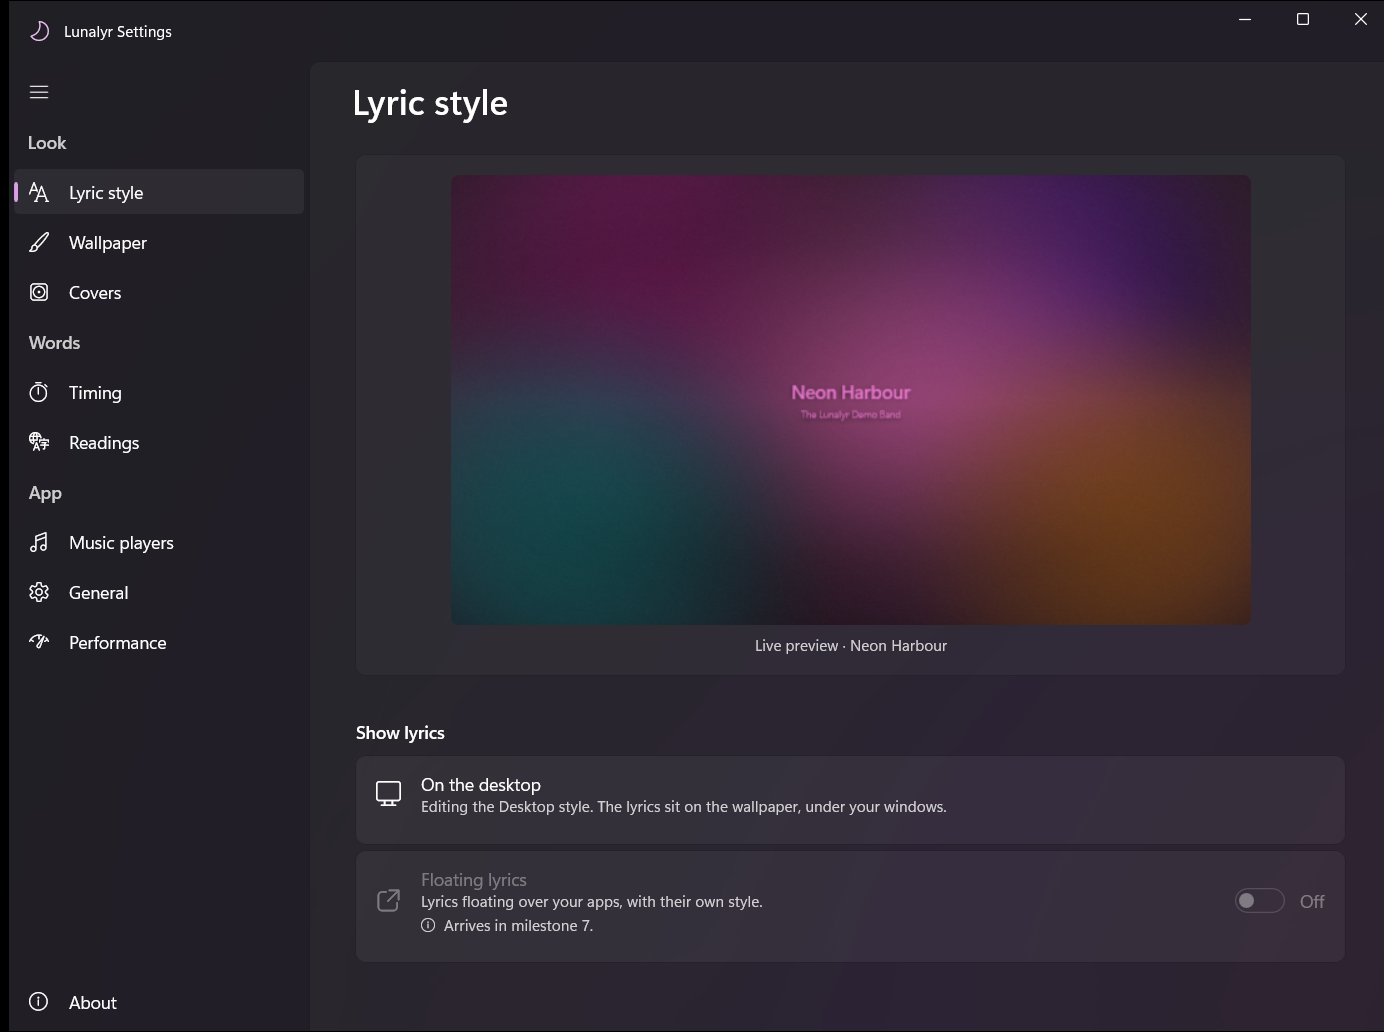 Lunalyr Settings
Look
Lyric style
Wallpaper
Covers
Words
Timing
Readings
App
Music players
General
Performance
About
Lyric style
Neon Harbour
The Lunalyr Demo Band
Live preview · Neon Harbour
Show lyrics
On the desktop
Editing the Desktop style. The lyrics sit on the wallpaper, under your windows.
Floating lyrics
Lyrics floating over your apps, with their own style.
Arrives in milestone 7.
Off